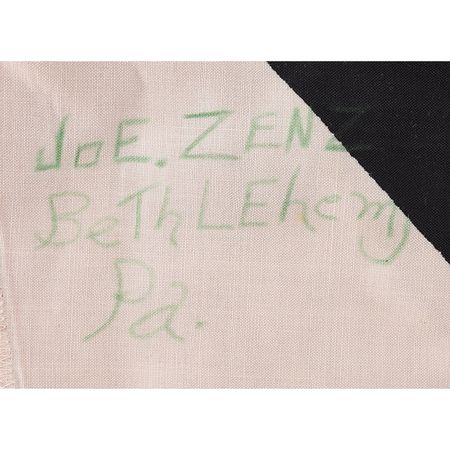 JOE. ZENZ
BeThLEhem,
Pa.